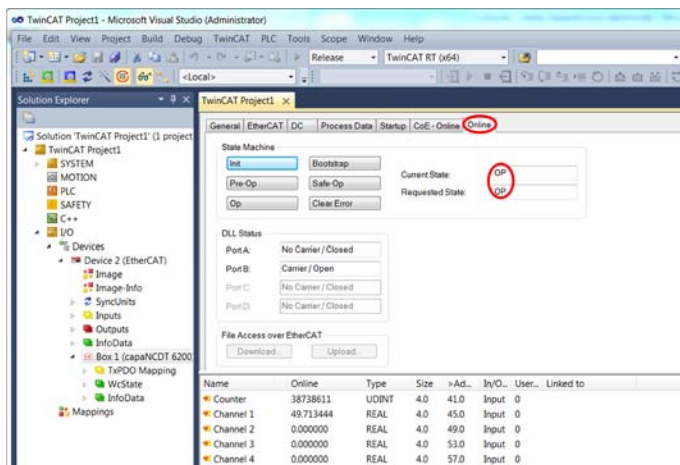 TwinCAT Project1 - Microsoft Visual Studio (Administrator)
File Edit View Project Build Debug TwinCAT PLC Tools Scope Window Help
Release TwinCAT RT (x64)
<Local>
Solution Explorer
TwinCAT Project1
Solution 'TwinCAT Project1' (1 project
TwinCAT Project1
SYSTEM
MOTION
PLC
SAFETY
C++
I/O
Devices
Device 2 (EtherCAT)
Image
Image-Info
SyncUnits
Inputs
Outputs
InfoData
Box 1 (capaNCDT 6200
TxPDO Mapping
WcState
InfoData
Mappings
General EtherCAT DC Process Data Startup CoE - Online Online
State Machine
Init Bootstrap
Pre-Op Safe-Op
Op Clear Error
Current State: OP
Requested State: OP
DLL Status
Port A: No Carrier / Closed
Port B: Carrier / Open
Port C: No Carrier / Closed
Port D: No Carrier / Closed
File Access over EtherCAT
Download... Upload...
Name Online Type Size >Ad... In/O... User... Linked to
Counter 38738611 UDINT 4.0 41.0 Input 0
Channel 1 49.713444 REAL 4.0 45.0 Input 0
Channel 2 0.000000 REAL 4.0 49.0 Input 0
Channel 3 0.000000 REAL 4.0 53.0 Input 0
Channel 4 0.000000 REAL 4.0 57.0 Input 0